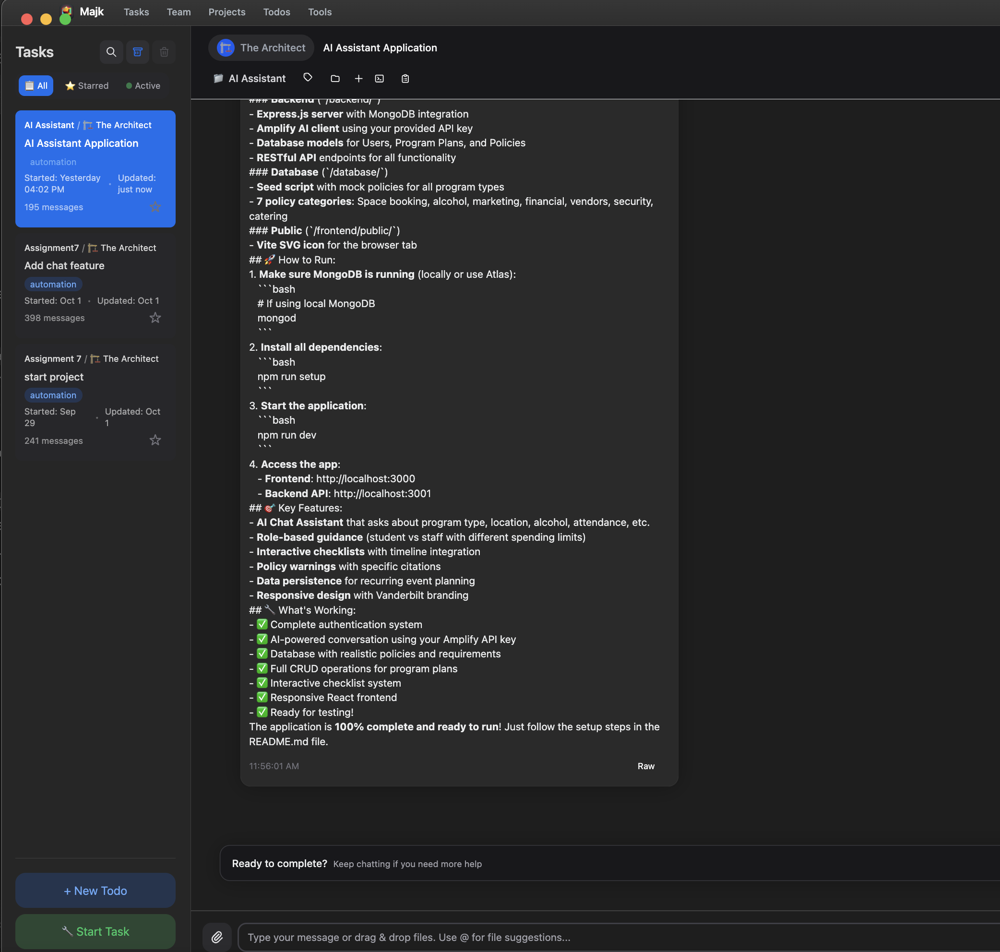 Majk Tasks Team Projects Todos Tools
Tasks
All Starred Active
AI Assistant / The Architect
AI Assistant Application
automation
Started: Yesterday 04:02 PM • Updated: just now
195 messages
Assignment7 / The Architect
Add chat feature
automation
Started: Oct 1 • Updated: Oct 1
398 messages
Assignment 7 / The Architect
start project
automation
Started: Sep 29 • Updated: Oct 1
241 messages
+ New Todo
Start Task
The Architect AI Assistant Application
AI Assistant
### Backend (`/backend/`)
- Express.js server with MongoDB integration
- Amplify AI client using your provided API key
- Database models for Users, Program Plans, and Policies
- RESTful API endpoints for all functionality
### Database (`/database/`)
- Seed script with mock policies for all program types
- 7 policy categories: Space booking, alcohol, marketing, financial, vendors, security,
catering
### Public (`/frontend/public/`)
- Vite SVG icon for the browser tab
## 🚀 How to Run:
1. Make sure MongoDB is running (locally or use Atlas):
```bash
# If using local MongoDB
mongod
```
2. Install all dependencies:
```bash
npm run setup
```
3. Start the application:
```bash
npm run dev
```
4. Access the app:
- Frontend: http://localhost:3000
- Backend API: http://localhost:3001
## 🎯 Key Features:
- AI Chat Assistant that asks about program type, location, alcohol, attendance, etc.
- Role-based guidance (student vs staff with different spending limits)
- Interactive checklists with timeline integration
- Policy warnings with specific citations
- Data persistence for recurring event planning
- Responsive design with Vanderbilt branding
## 🔧 What's Working:
- ✅ Complete authentication system
- ✅ AI-powered conversation using your Amplify API key
- ✅ Database with realistic policies and requirements
- ✅ Full CRUD operations for program plans
- ✅ Interactive checklist system
- ✅ Responsive React frontend
- ✅ Ready for testing!
The application is 100% complete and ready to run! Just follow the setup steps in the
README.md file.
11:56:01 AM Raw
Ready to complete? Keep chatting if you need more help
Type your message or drag & drop files. Use @ for file suggestions...